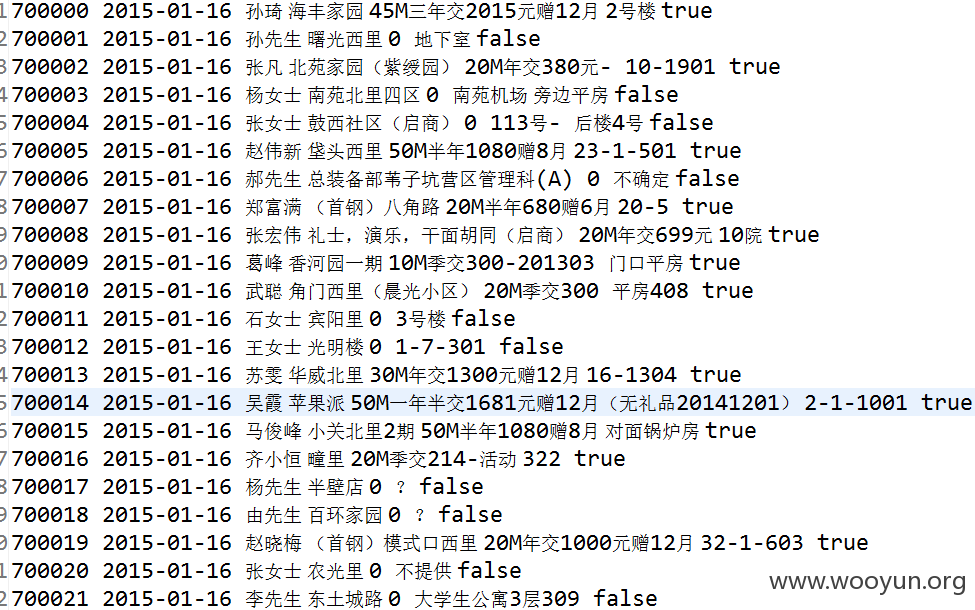 700000 2015-01-16 孙琦 海丰家园 45M三年交2015元赠12月 2号楼 true
700001 2015-01-16 孙先生 曙光西里 0 地下室 false
700002 2015-01-16 张凡 北苑家园（紫绶园） 20M年交380元- 10-1901 true
700003 2015-01-16 杨女士 南苑北里四区 0 南苑机场 旁边平房 false
700004 2015-01-16 张女士 鼓西社区（启商） 0 113号- 后楼4号 false
700005 2015-01-16 赵伟新 垡头西里 50M半年1080赠8月 23-1-501 true
700006 2015-01-16 郝先生 总装备部苇子坑营区管理科(A) 0 不确定 false
700007 2015-01-16 郑富满 （首钢）八角路 20M半年680赠6月 20-5 true
700008 2015-01-16 张宏伟 礼士，演乐，干面胡同（启商） 20M年交699元 10院 true
700009 2015-01-16 葛峰 香河园一期 10M季交300-201303 门口平房 true
700010 2015-01-16 武聪 角门西里（晨光小区） 20M季交300 平房408 true
700011 2015-01-16 石女士 宾阳里 0 3号楼 false
700012 2015-01-16 王女士 光明楼 0 1-7-301 false
700013 2015-01-16 苏雯 华威北里 30M年交1300元赠12月 16-1304 true
700014 2015-01-16 吴霞 苹果派 50M一年半交1681元赠12月（无礼品20141201） 2-1-1001 true
700015 2015-01-16 马俊峰 小关北里2期 50M半年1080赠8月 对面锅炉房 true
700016 2015-01-16 齐小恒 疃里 20M季交214-活动 322 true
700017 2015-01-16 杨先生 半壁店 0 ？ false
700018 2015-01-16 由先生 百环家园 0 ？ false
700019 2015-01-16 赵晓梅 （首钢）模式口西里 20M年交1000元赠12月 32-1-603 true
700020 2015-01-16 张女士 农光里 0 不提供 false
700021 2015-01-16 李先生 东土城路 0 大学生公寓3层309 false
www.wooyun.org